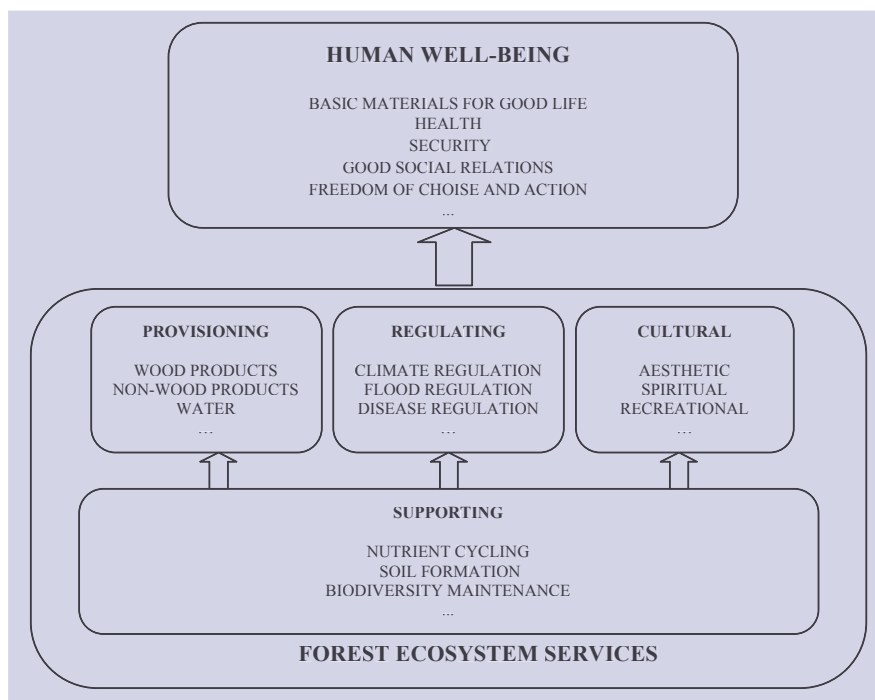 HUMAN WELL-BEING
BASIC MATERIALS FOR GOOD LIFE
HEALTH
SECURITY
GOOD SOCIAL RELATIONS
FREEDOM OF CHOISE AND ACTION
...
PROVISIONING
WOOD PRODUCTS
NON-WOOD PRODUCTS
WATER
...
REGULATING
CLIMATE REGULATION
FLOOD REGULATION
DISEASE REGULATION
...
CULTURAL
AESTHETIC
SPIRITUAL
RECREATIONAL
...
SUPPORTING
NUTRIENT CYCLING
SOIL FORMATION
BIODIVERSITY MAINTENANCE
...
FOREST ECOSYSTEM SERVICES